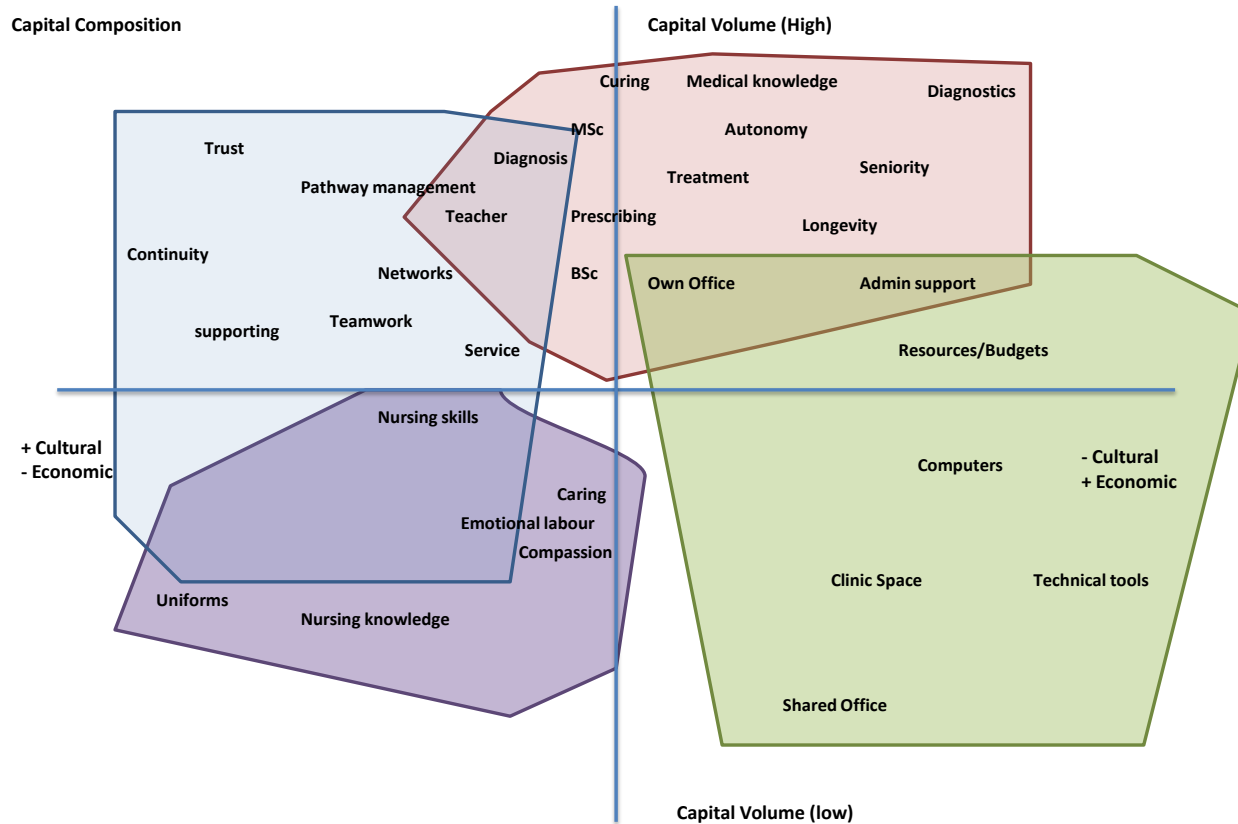 Capital Composition
Capital Volume (High)
Curing
Medical knowledge
Diagnostics
MSc
Autonomy
Trust
Diagnosis
Seniority
Treatment
Pathway management
Teacher
Prescribing
Longevity
Continuity
Networks
BSc
Own Office
Admin support
supporting
Teamwork
Service
Resources/Budgets
Nursing skills
+ Cultural
- Economic
Computers
- Cultural
+ Economic
Caring
Emotional labour
Compassion
Clinic Space
Technical tools
Uniforms
Nursing knowledge
Shared Office
Capital Volume (low)